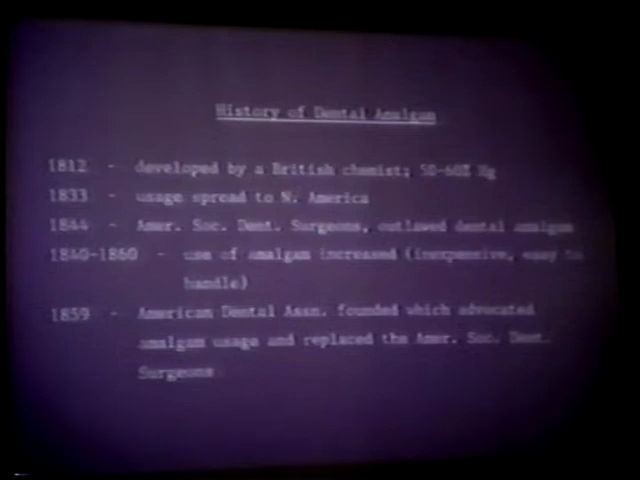 History of Dental Amalgam
1812 - developed by a British chemist; 50-60% Hg
1833 - usage spread to N. America
1844 - Amer. Soc. Dent. Surgeons, outlawed dental amalgam
1840-1860 - use of amalgam increased (inexpensive, easy to
handle)
1859 - American Dental Assn. founded which advocated
amalgam usage and replaced the Amer. Soc. Dent.
Surgeons